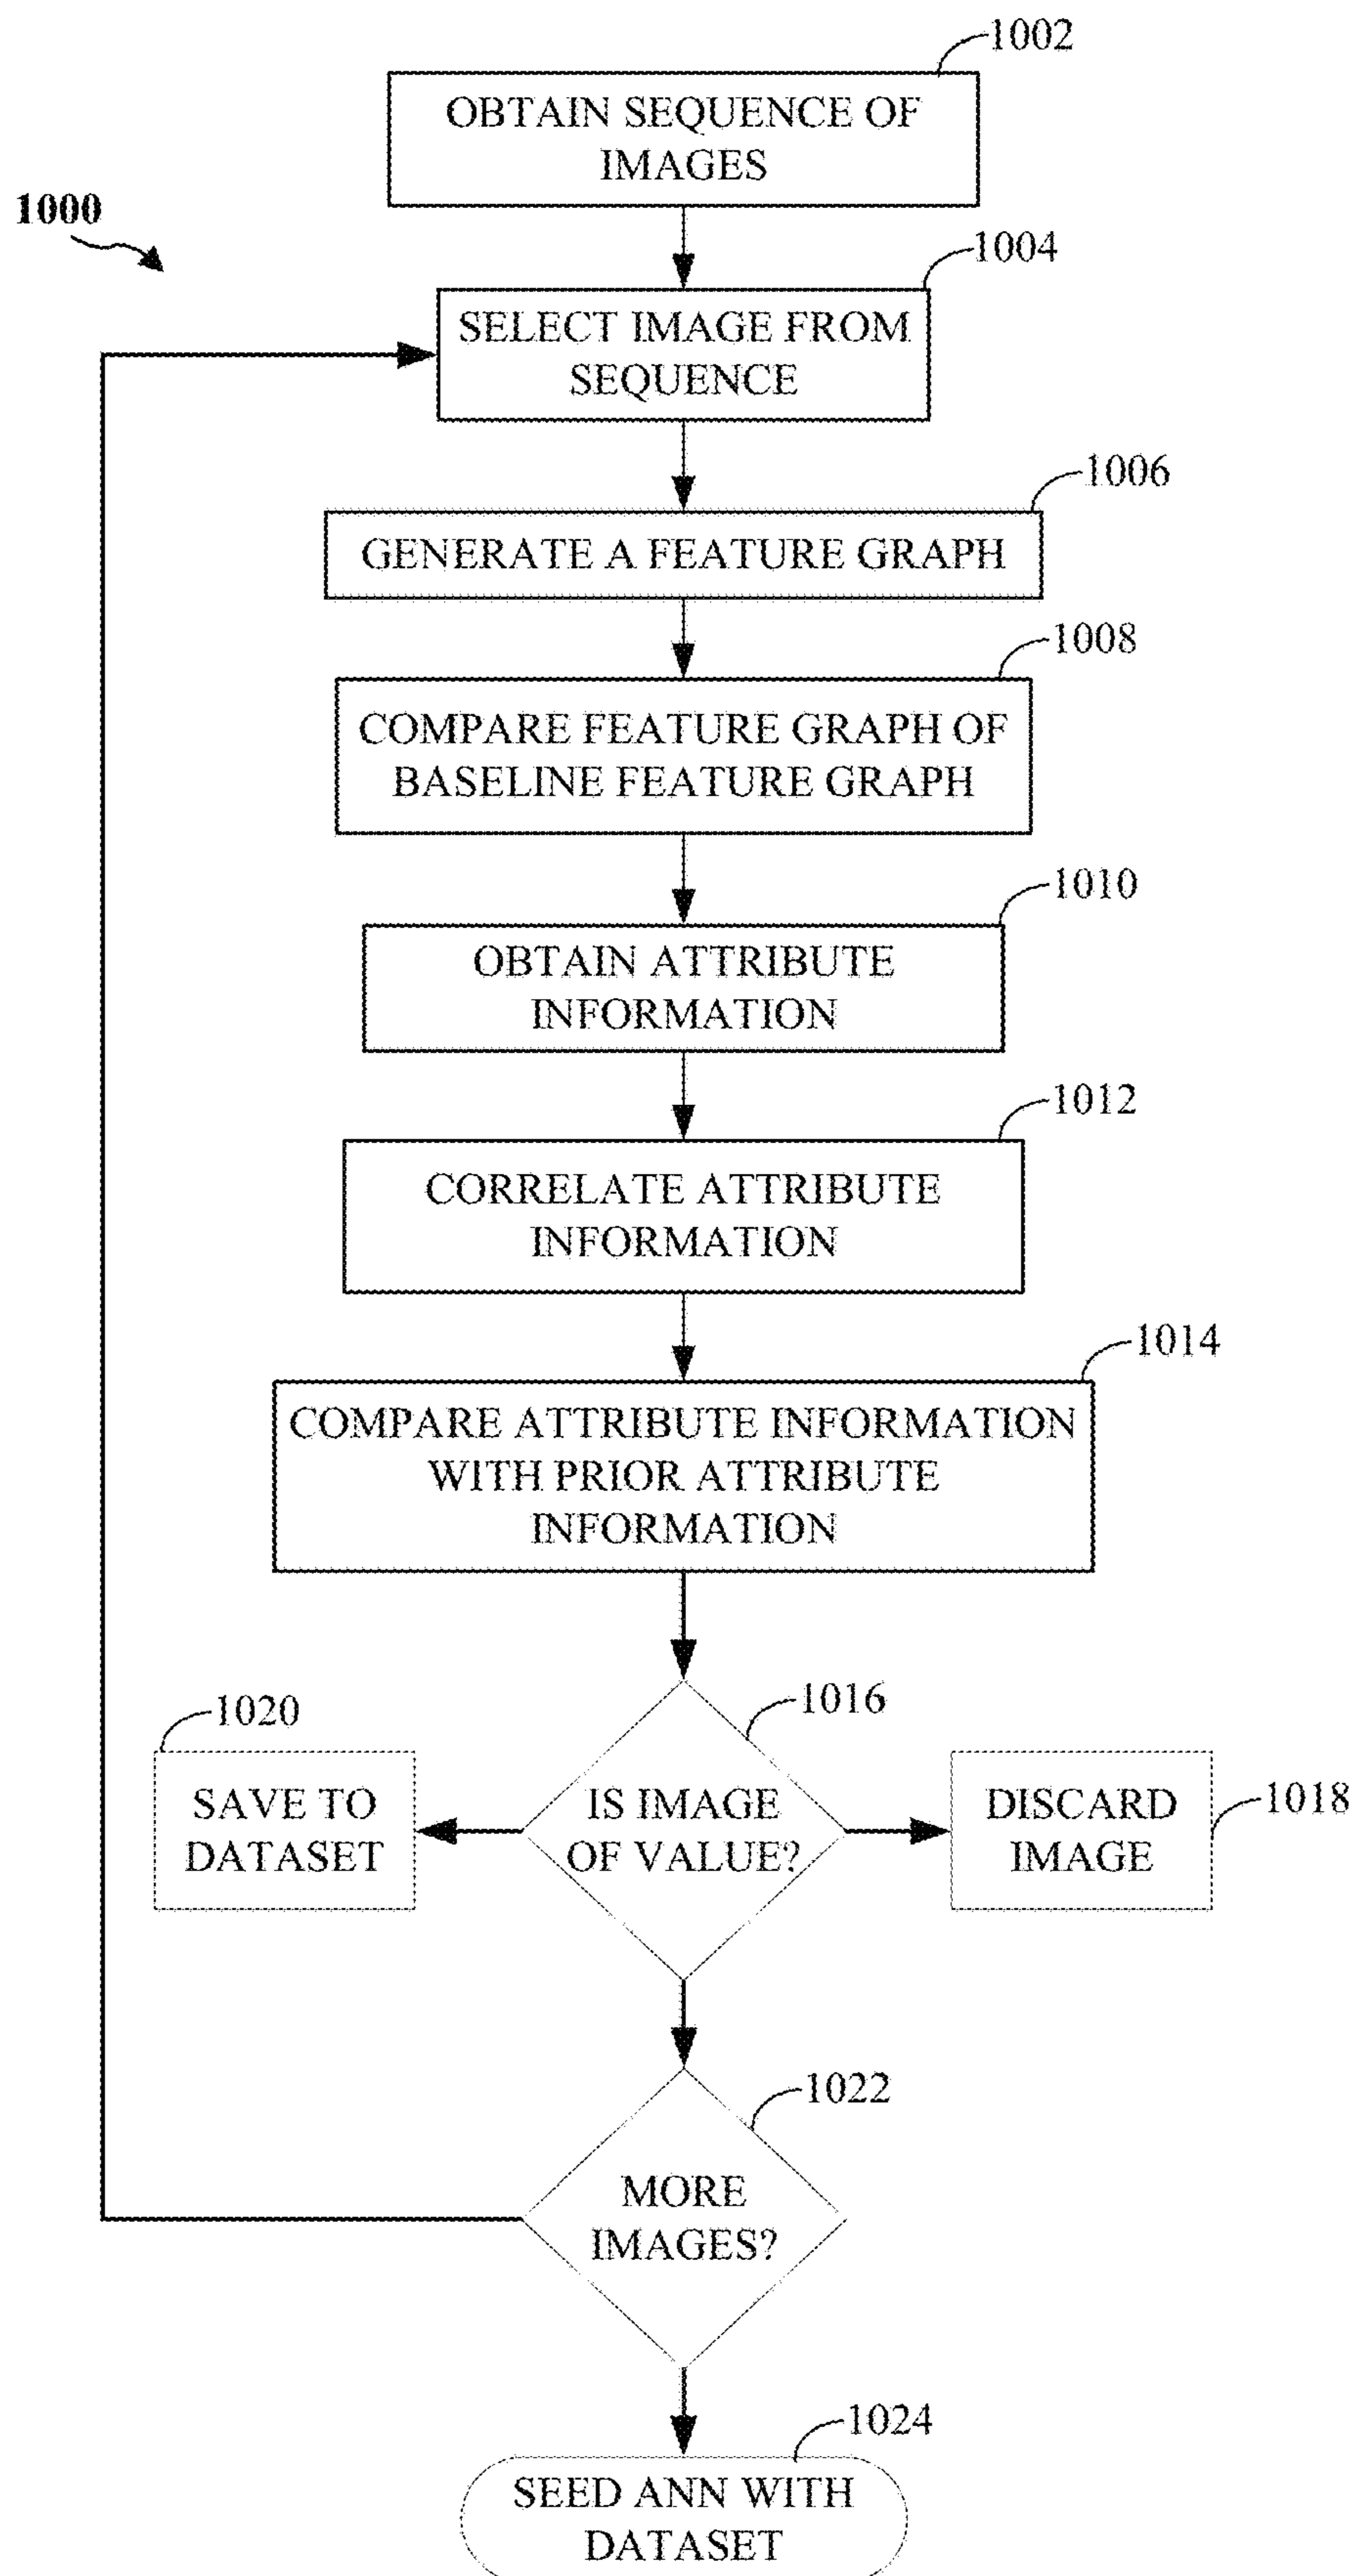 1002
OBTAIN SEQUENCE OF
IMAGES
1000
1004
SELECT IMAGE FROM
SEQUENCE
1006
GENERATE A FEATURE GRAPH
1008
COMPARE FEATURE GRAPH OF
BASELINE FEATURE GRAPH
1010
OBTAIN ATTRIBUTE
INFORMATION
1012
CORRELATE ATTRIBUTE
INFORMATION
1014
COMPARE ATTRIBUTE INFORMATION
WITH PRIOR ATTRIBUTE
INFORMATION
1016
1020
SAVE TO
DATASET
IS IMAGE
OF VALUE?
DISCARD
IMAGE
1018
1022
MORE
IMAGES?
1024
SEED ANN WITH
DATASET